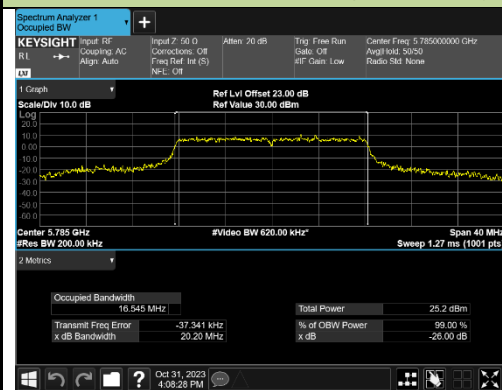 Spectrum Analyzer 1
Occupied BW
KEYSIGHT
RL
LXI
Input: RF
Coupling: AC
Align: Auto
Input Z: 50 Ω
Corrections: Off
Freq Ref: Int (S)
NFE: Off
Atten: 20 dB
Trig: Free Run
Gate: Off
#IF Gain: Low
Center Freq: 5.785000000 GHz
Avg|Hold: 50/50
Radio Std: None
1 Graph
Scale/Div 10.0 dB
Ref Lvl Offset 23.00 dB
Ref Value 30.00 dBm
Log
20.0
10.0
0.00
-10.0
-20.0
-30.0
-40.0
-50.0
-60.0
Center 5.785 GHz
#Video BW 620.00 kHz*
Span 40 MHz
#Res BW 200.00 kHz
Sweep 1.27 ms (1001 pts)
2 Metrics
Occupied Bandwidth
16.545 MHz
Total Power 25.2 dBm
Transmit Freq Error -37.341 kHz
% of OBW Power 99.00 %
x dB Bandwidth 20.20 MHz
x dB -26.00 dB
Oct 31, 2023
4:08:28 PM